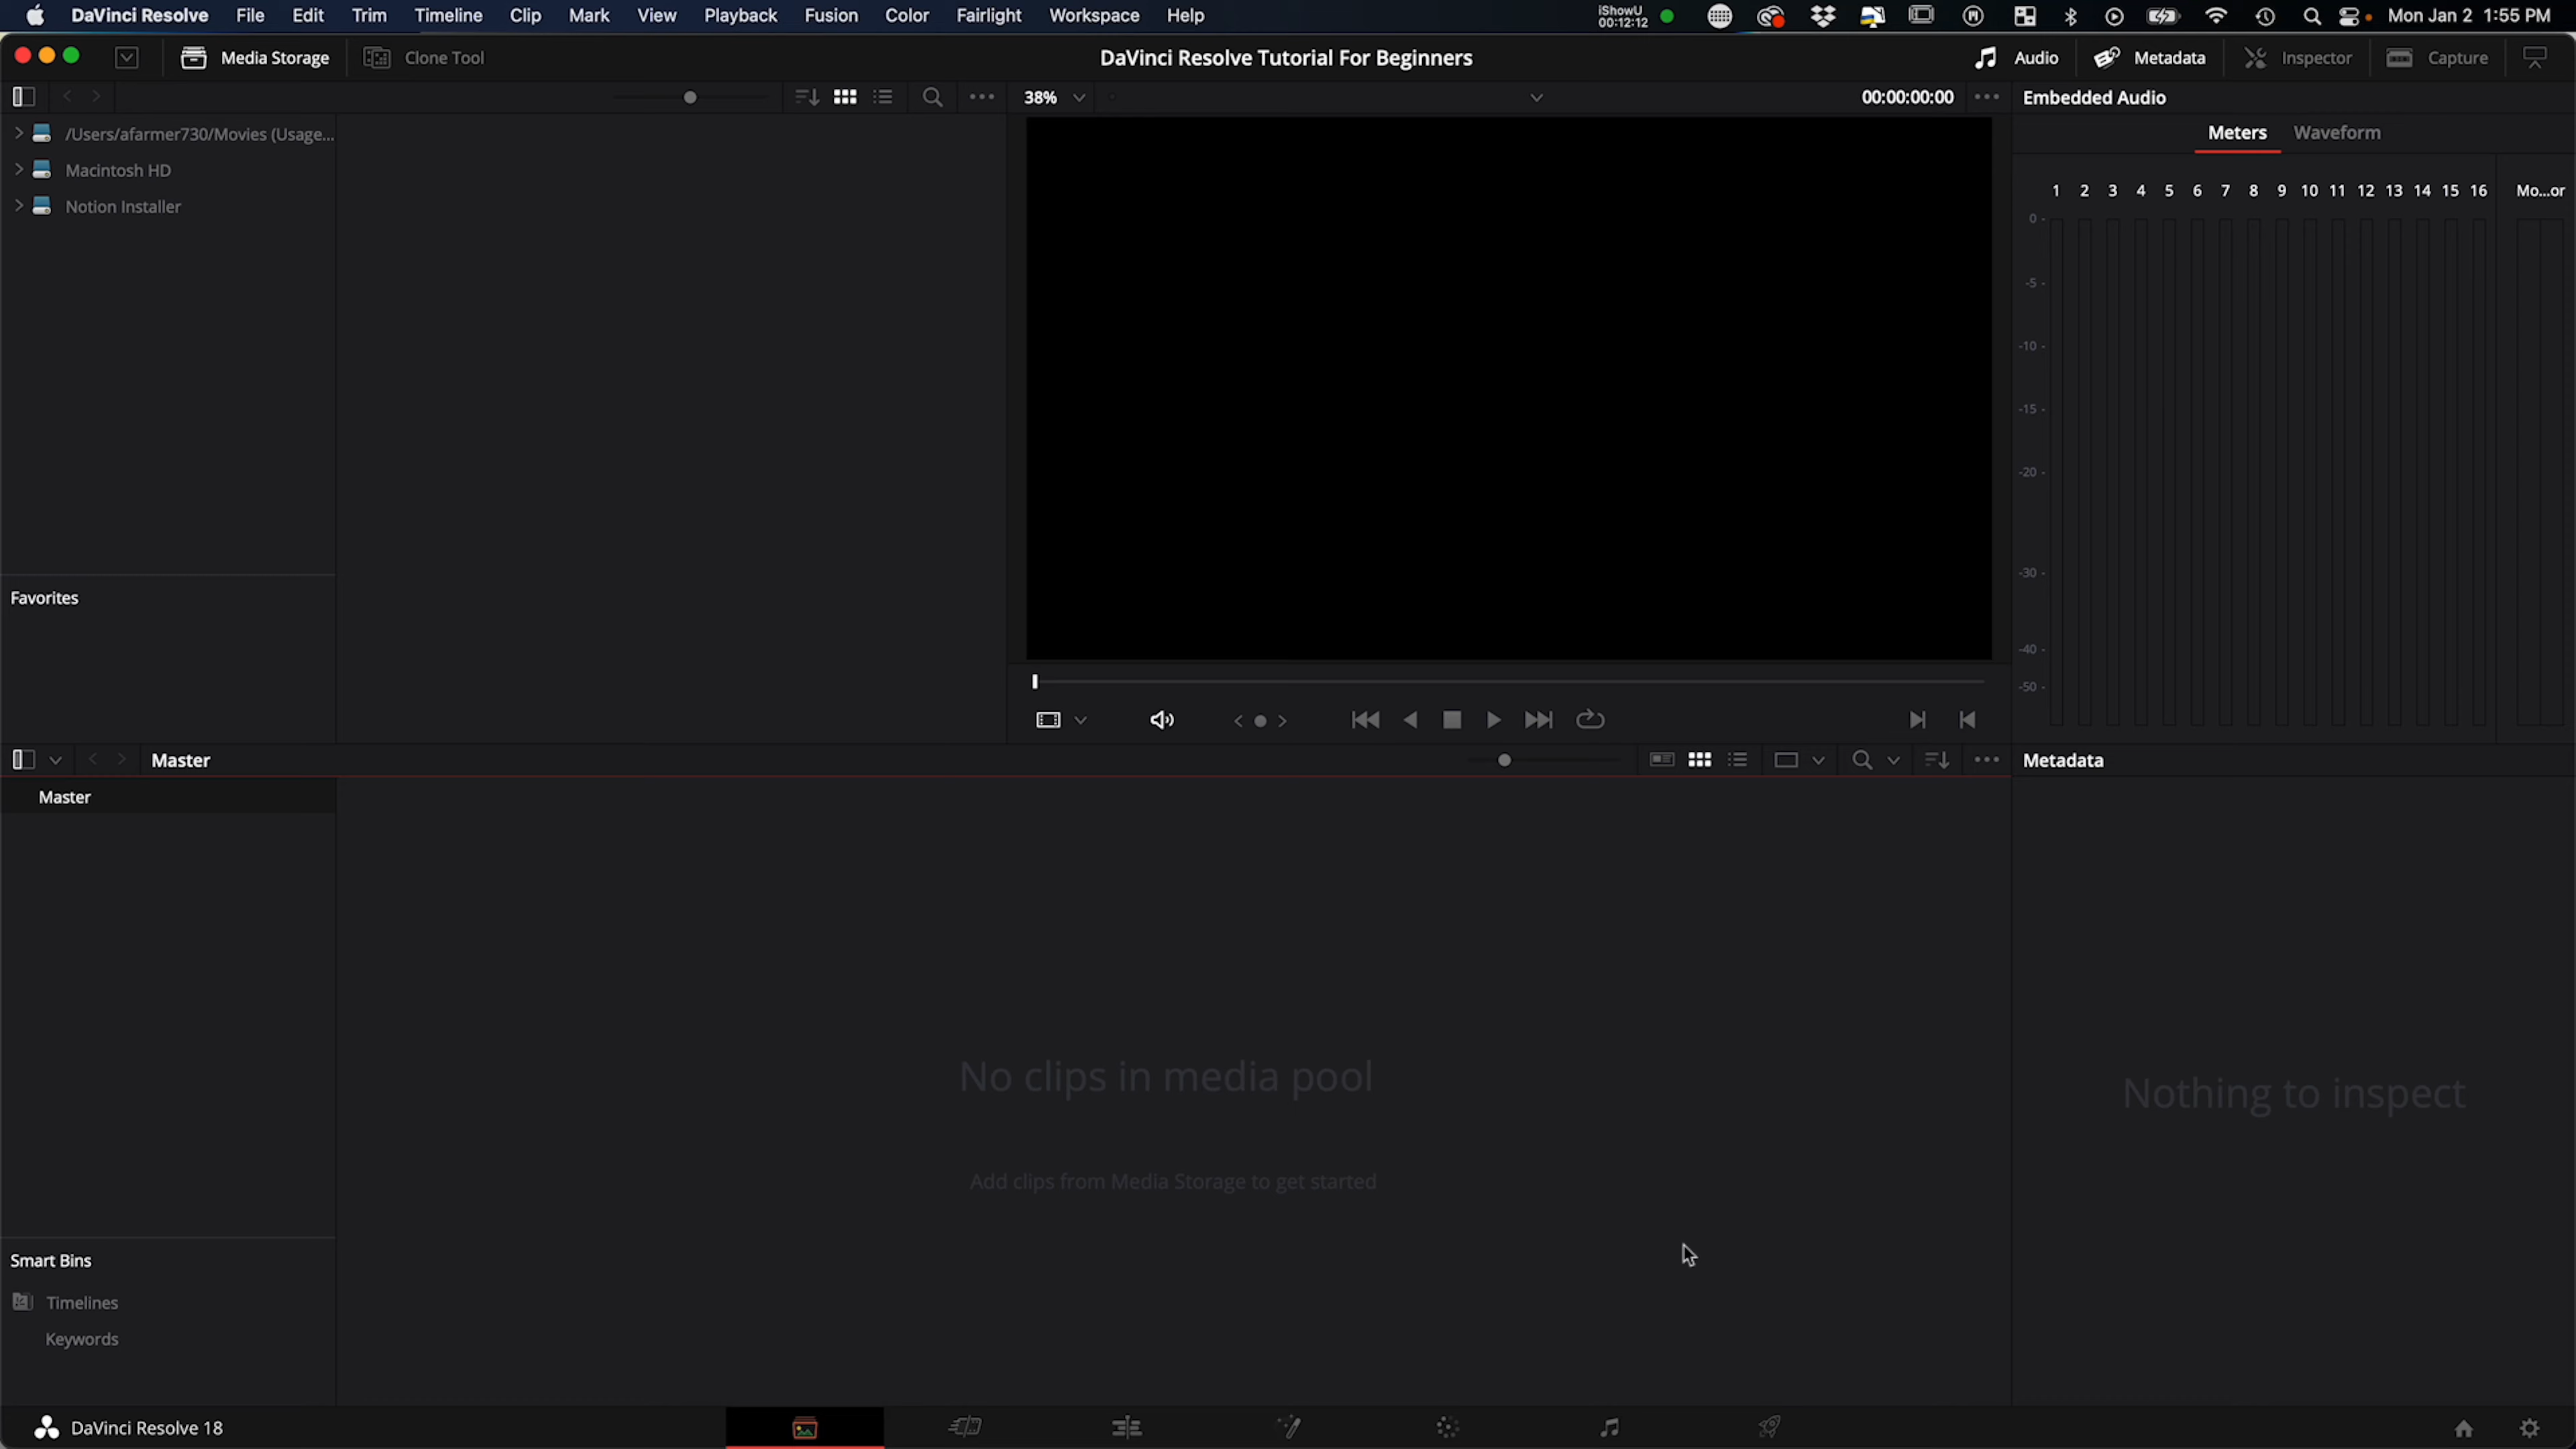 DaVinci Resolve File Edit Trim Timeline Clip Mark View Playback Fusion Color Fairlight Workspace Help iShowU 00:12:12 Mon Jan 2 1:55 PM
Media Storage Clone Tool DaVinci Resolve Tutorial For Beginners Audio Metadata Inspector Capture
38% 00:00:00:00 Embedded Audio
/Users/afarmer730/Movies (Usage...
Macintosh HD
Notion Installer
Meters Waveform
1 2 3 4 5 6 7 8 9 10 11 12 13 14 15 16 Mo...or
0 -
-5 -
-10 -
-15 -
-20 -
-30 -
-40 -
-50 -
Favorites
Master
Metadata
Master
No clips in media pool
Add clips from Media Storage to get started
Nothing to inspect
Smart Bins
Timelines
Keywords
DaVinci Resolve 18